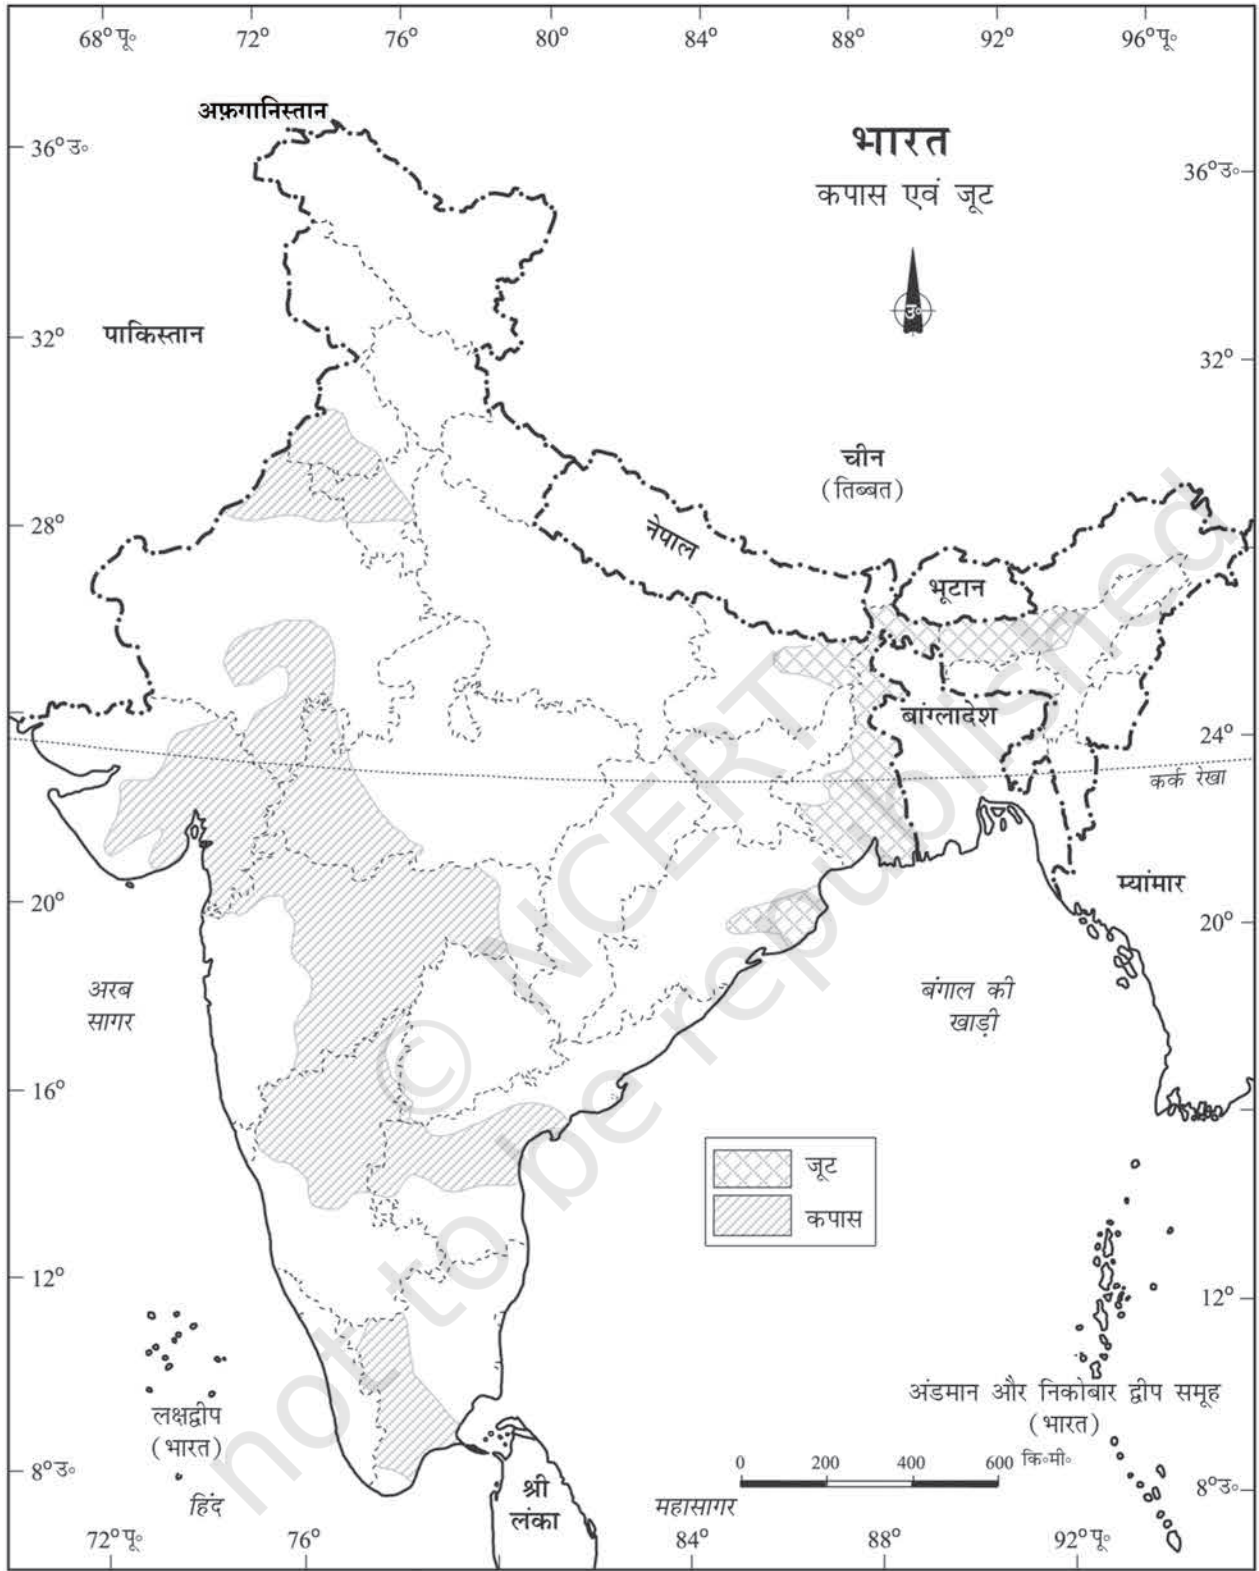 68°पू॰ 72° 76° 80° 84° 88° 92° 96°पू॰
अफ़गानिस्तान
भारत
कपास एवं जूट
36°उ॰
36°उ॰
उ॰
पाकिस्तान
32°
32°
चीन
(तिब्बत)
28°
नेपाल
भूटान
बांग्लादेश
24°
कर्क रेखा
म्यांमार
20°
20°
अरब
सागर
बंगाल की
खाड़ी
16°
जूट
कपास
12°
12°
लक्षद्वीप
(भारत)
अंडमान और निकोबार द्वीप समूह
(भारत)
0 200 400 600 कि॰मी॰
8°उ॰
8°उ॰
हिंद
महासागर
श्री
लंका
72°पू॰ 76° 84° 88° 92°पू॰
© NCERT
not to be republished